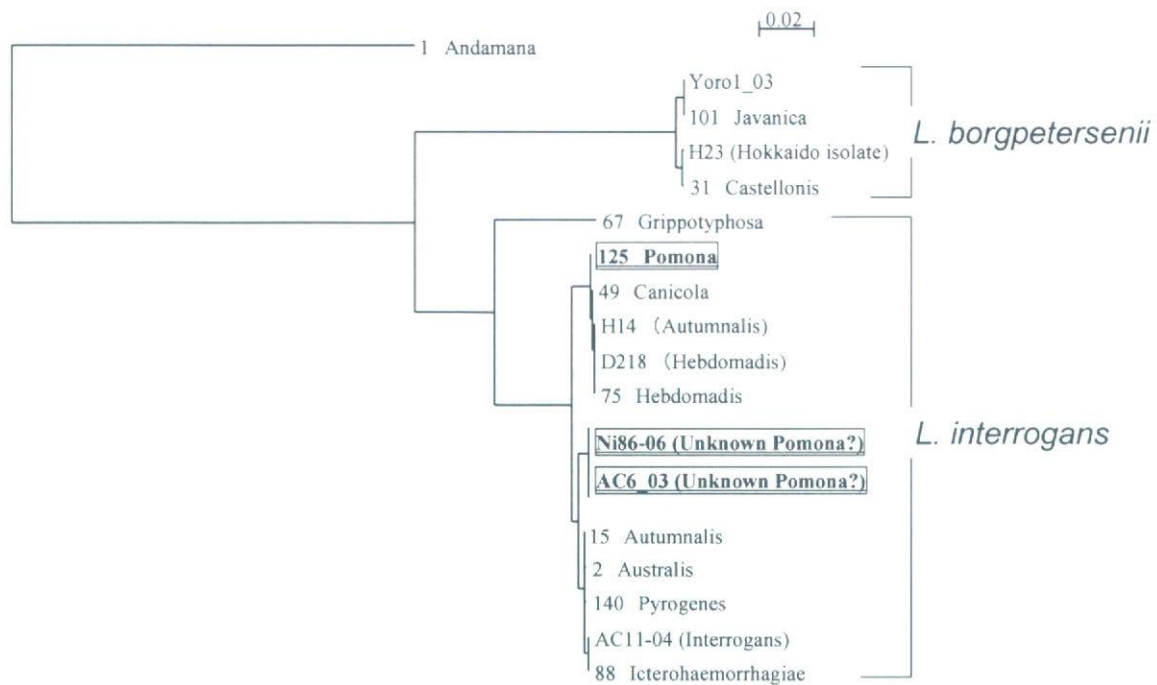 0.02
1 Andamana
Yoro1_03
101 Javanica
H23 (Hokkaido isolate)
31 Castellonis
L. borgpetersenii
67 Grippotyphosa
125 Pomona
49 Canicola
H14 (Autumnalis)
D218 (Hebdomadis)
75 Hebdomadis
Ni86-06 (Unknown Pomona?)
AC6_03 (Unknown Pomona?)
L. interrogans
15 Autumnalis
2 Australis
140 Pyrogenes
AC11-04 (Interrogans)
88 Icterohaemorrhagiae